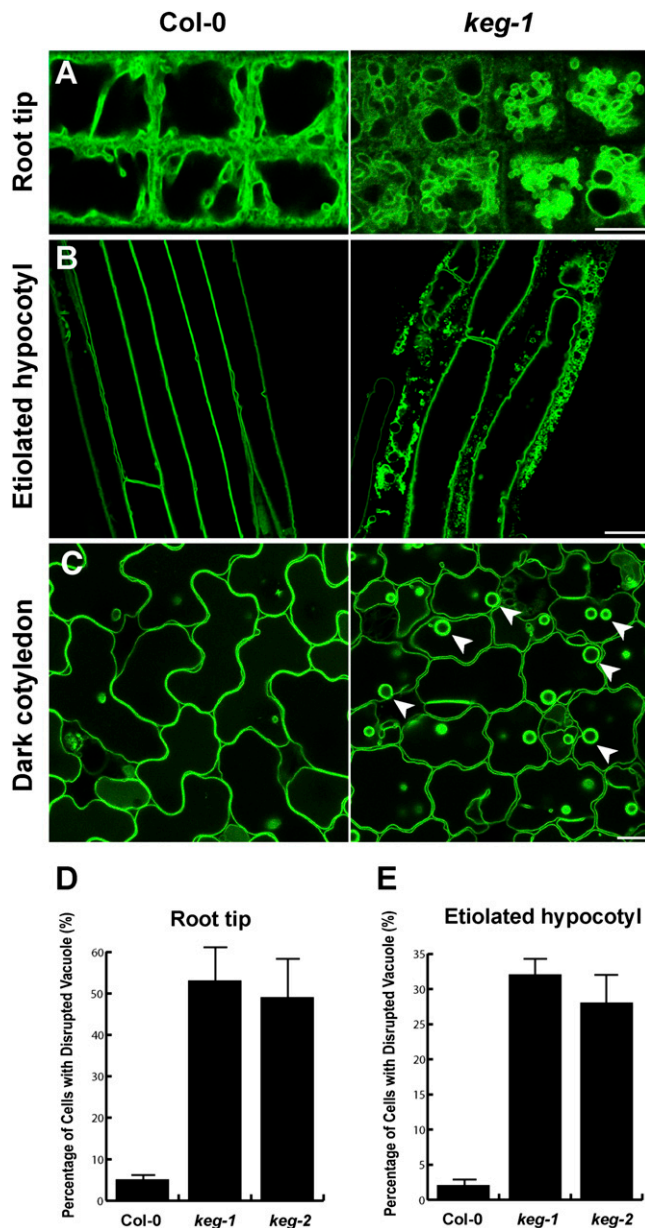 Col-0 keg-1
A
Root tip
B
Etiolated hypocotyl
C
Dark cotyledon
D
Root tip
Percentage of Cells with Disrupted Vacuole (%)
60
50
40
30
20
10
0
Col-0 keg-1 keg-2
E
Etiolated hypocotyl
Percentage of Cells with Disrupted Vacuole (%)
35
30
25
20
15
10
5
0
Col-0 keg-1 keg-2